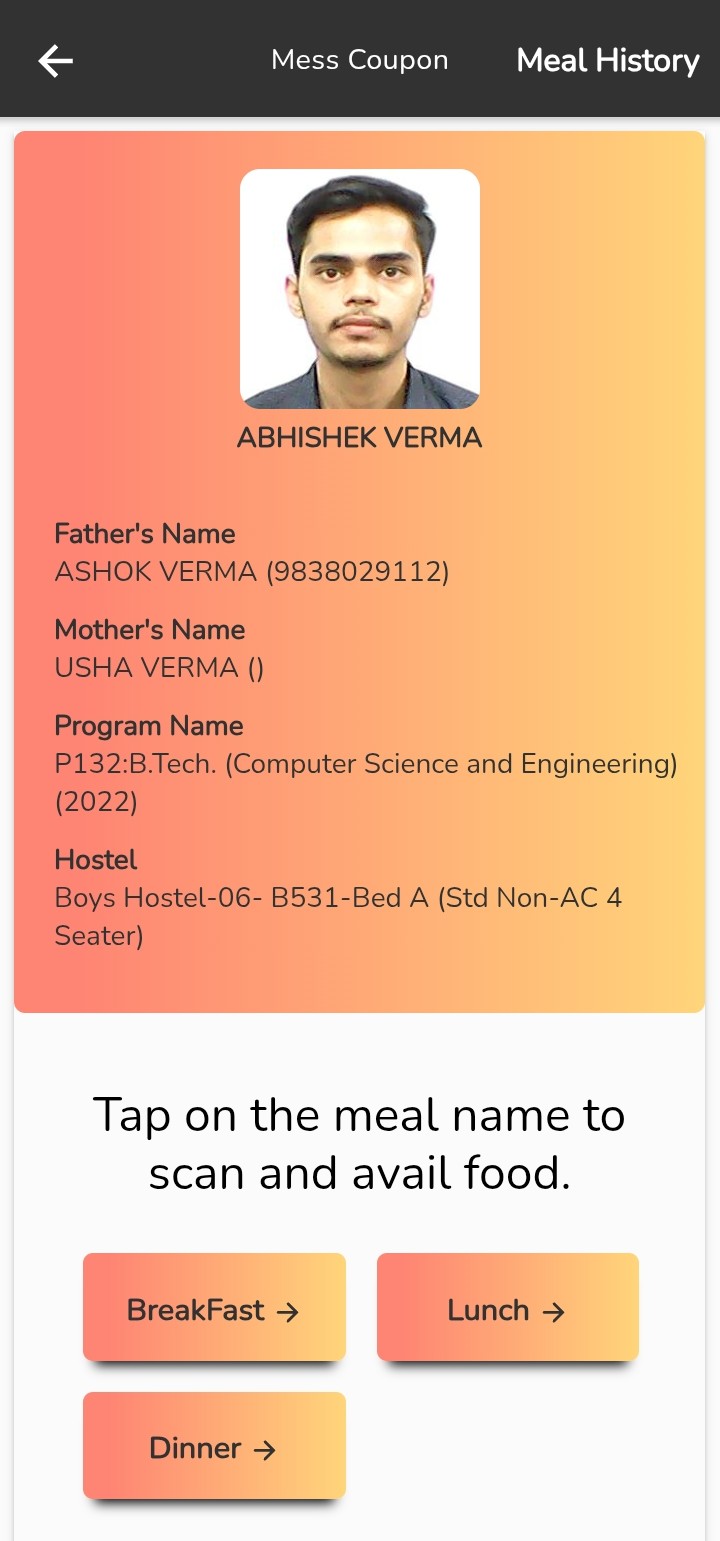 Mess Coupon
Meal History
ABHISHEK VERMA
Father's Name
ASHOK VERMA (9838029112)
Mother's Name
USHA VERMA ()
Program Name
P132:B.Tech. (Computer Science and Engineering)
(2022)
Hostel
Boys Hostel-06- B531-Bed A (Std Non-AC 4
Seater)
Tap on the meal name to
scan and avail food.
BreakFast →
Lunch →
Dinner →